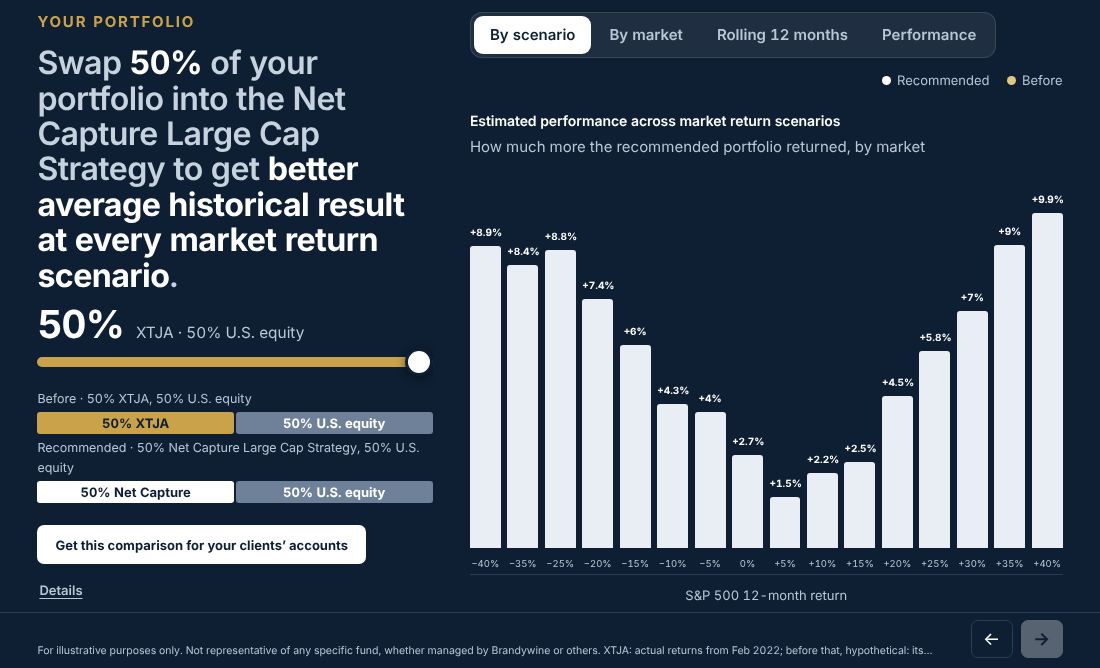 YOUR PORTFOLIO
Swap 50% of your
portfolio into the Net
Capture Large Cap
Strategy to get better
average historical result
at every market return
scenario.
50% XTJA · 50% U.S. equity
Before · 50% XTJA, 50% U.S. equity
50% XTJA 50% U.S. equity
Recommended · 50% Net Capture Large Cap Strategy, 50% U.S.
equity
50% Net Capture 50% U.S. equity
Get this comparison for your clients’ accounts
Details
By scenario By market Rolling 12 months Performance
Recommended Before
Estimated performance across market return scenarios
How much more the recommended portfolio returned, by market
+8.9% +8.4% +8.8% +7.4% +6% +4.3% +4% +2.7% +1.5% +2.2% +2.5% +4.5% +5.8% +7% +9% +9.9%
−40% −35% −25% −20% −15% −10% −5% 0% +5% +10% +15% +20% +25% +30% +35% +40%
S&P 500 12-month return
For illustrative purposes only. Not representative of any specific fund, whether managed by Brandywine or others. XTJA: actual returns from Feb 2022; before that, hypothetical: its…